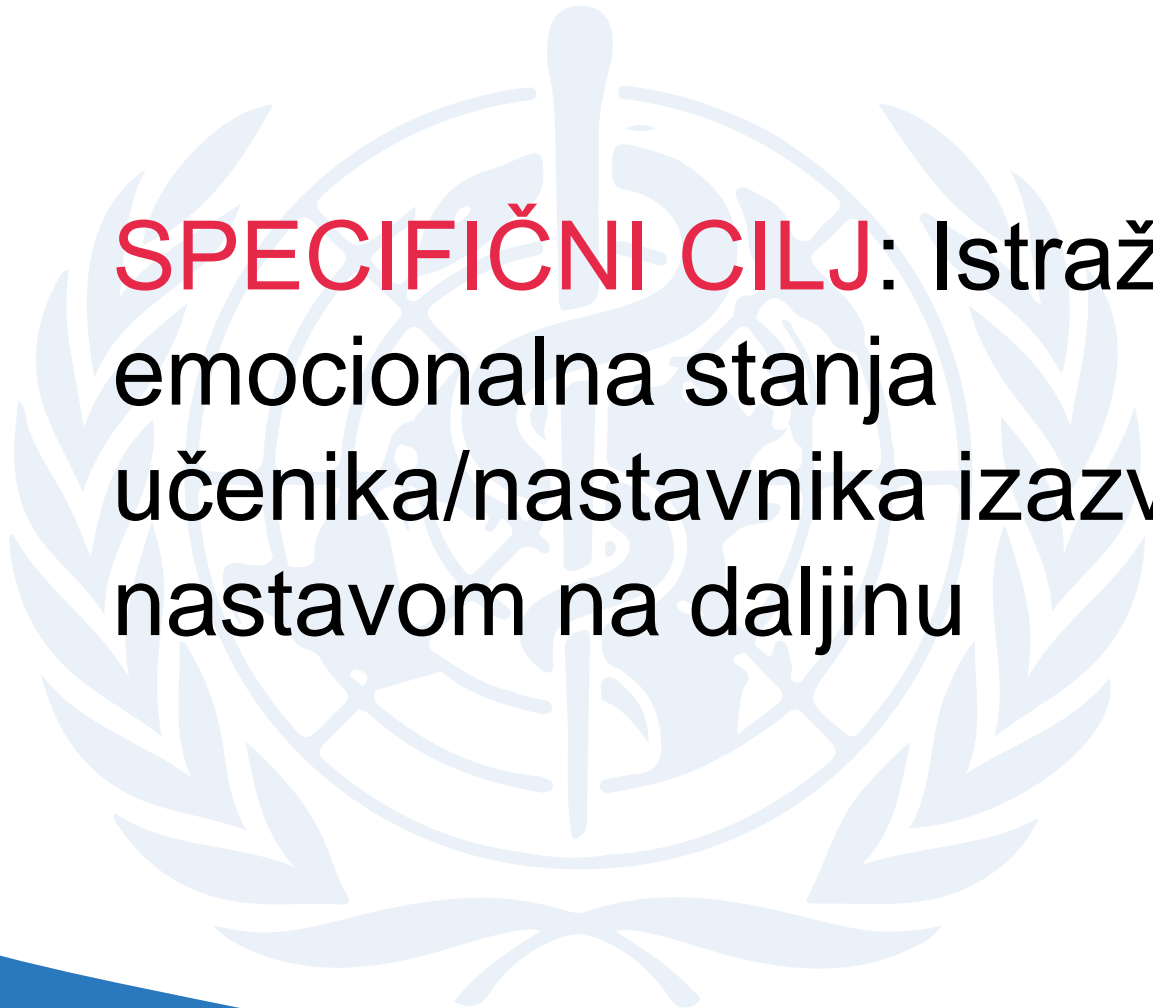 SPECIFIČNI CILJ: Istraž
emocionalna stanja
učenika/nastavnika izazv
nastavom na daljinu